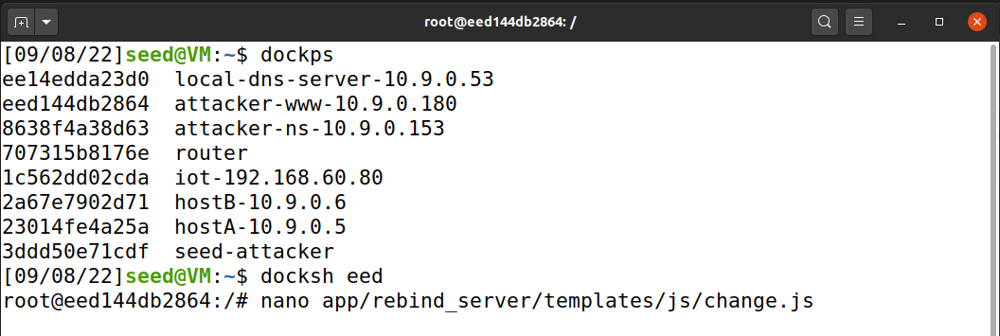 root@eed144db2864: /
[09/08/22]seed@VM:~$ dockps
ee14edda23d0  local-dns-server-10.9.0.53
eed144db2864  attacker-www-10.9.0.180
8638f4a38d63  attacker-ns-10.9.0.153
707315b8176e  router
1c562dd02cda  iot-192.168.60.80
2a67e7902d71  hostB-10.9.0.6
23014fe4a25a  hostA-10.9.0.5
3ddd50e71cdf  seed-attacker
[09/08/22]seed@VM:~$ docksh eed
root@eed144db2864:/# nano app/rebind_server/templates/js/change.js